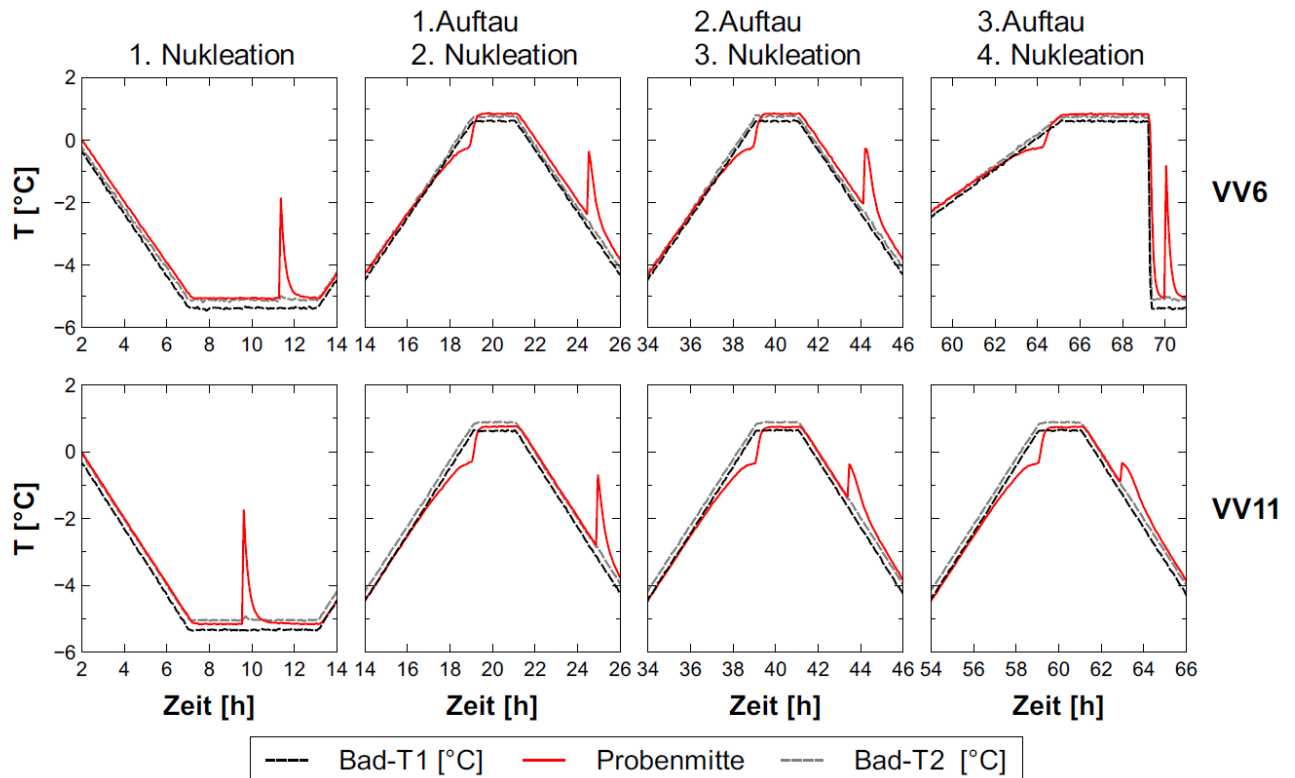 1.Auftau 2.Auftau 3.Auftau
1. Nukleation 2. Nukleation 3. Nukleation 4. Nukleation
2
0
−2
−4
−6
T [°C]
2 4 6 8 10 12 14
14 16 18 20 22 24 26
34 36 38 40 42 44 46
60 62 64 66 68 70
VV6
2
0
−2
−4
−6
T [°C]
2 4 6 8 10 12 14
14 16 18 20 22 24 26
34 36 38 40 42 44 46
54 56 58 60 62 64 66
VV11
Zeit [h] Zeit [h] Zeit [h] Zeit [h]
Bad-T1 [°C] Probenmitte Bad-T2 [°C]